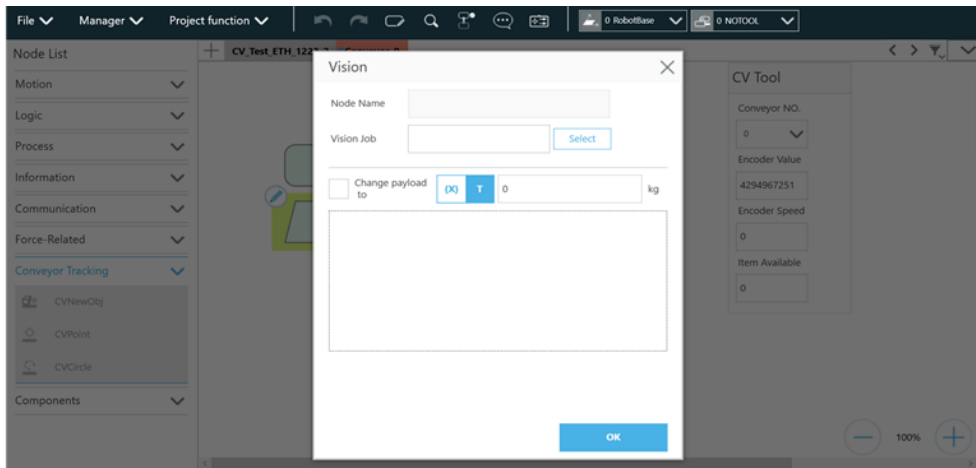 File Manager Project function 0 RobotBase 0 NOTOOL
Node List
CV_Test_ETH_122
Motion
Logic
Process
Information
Communication
Force-Related
Conveyor Tracking
CVNewObj
CVPoint
CVCircle
Components
Vision
Node Name
Vision Job Select
Change payload to (X) T 0 kg
OK
CV Tool
Conveyor NO.
0
Encoder Value
4294967251
Encoder Speed
0
Item Available
0
100%